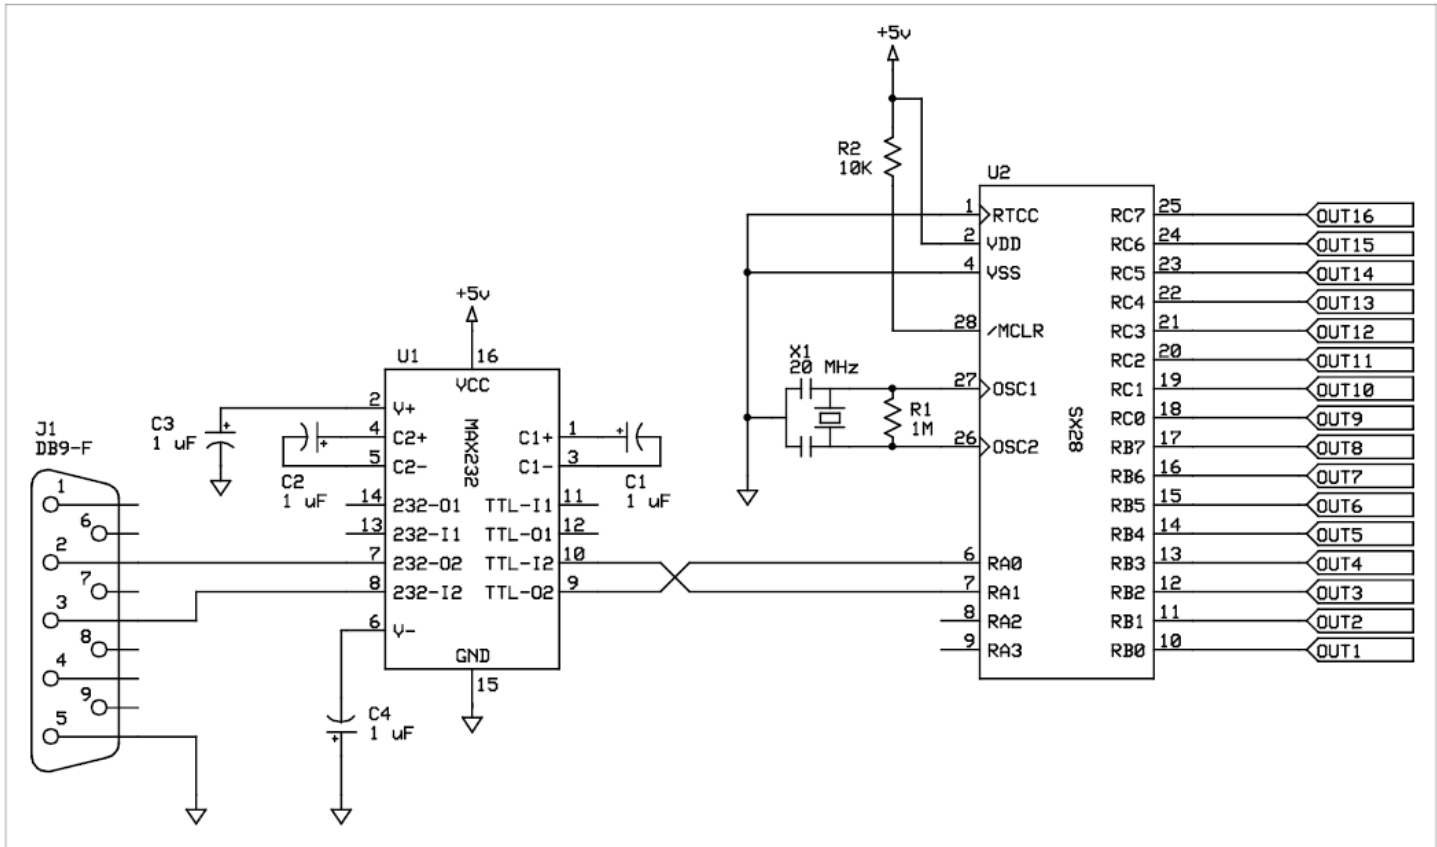 +5v
R2
10K
U2
1 RTCC
2 VDD
4 VSS
28 /MCLR
27 OSC1
26 OSC2
6 RA0
7 RA1
8 RA2
9 RA3
SX28
RC7 25 OUT16
RC6 24 OUT15
RC5 23 OUT14
RC4 22 OUT13
RC3 21 OUT12
RC2 20 OUT11
RC1 19 OUT10
RC0 18 OUT9
RB7 17 OUT8
RB6 16 OUT7
RB5 15 OUT6
RB4 14 OUT5
RB3 13 OUT4
RB2 12 OUT3
RB1 11 OUT2
RB0 10 OUT1
X1
20 MHz
R1
1M
+5v
U1
16
VCC
MAX232
2 V+
4 C2+
5 C2-
14 232-O1
13 232-I1
7 232-O2
8 232-I2
6 V-
C1+ 1
C1- 3
TTL-I1 11
TTL-O1 12
TTL-I2 10
TTL-O2 9
GND
15
C3
1 uF
+
C2
1 uF
+
C1
1 uF
+
C4
1 uF
+
J1
DB9-F
1
6
2
7
3
8
4
9
5